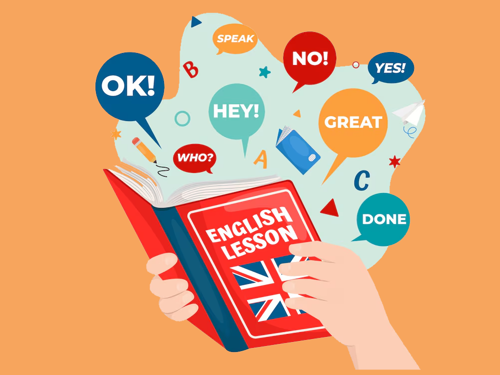 SPEAK
NO!
YES!
B
OK!
HEY!
GREAT
WHO?
A
C
DONE
ENGLISH
LESSON